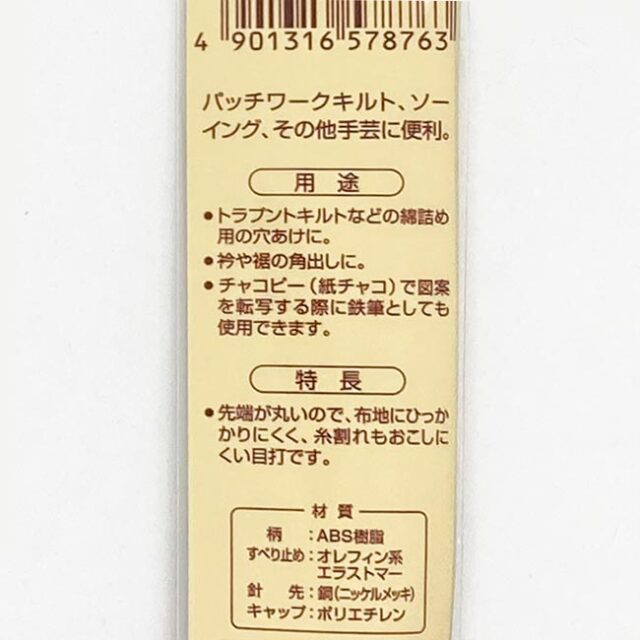 4 901316 578763
パッチワークキルト、ソー
イング、その他手芸に便利。
用途
●トラプントキルトなどの綿詰め
用の穴あけに。
●衿や裾の角出しに。
●チャコピー（紙チャコ）で図案
を転写する際に鉄筆としても
使用できます。
特長
●先端が丸いので、布地にひっか
かりにくく、糸割れもおこしに
くい目打です。
材質
柄：ABS樹脂
すべり止め：オレフィン系
エラストマー
針先：鋼(ニッケルメッキ)
キャップ：ポリエチレン